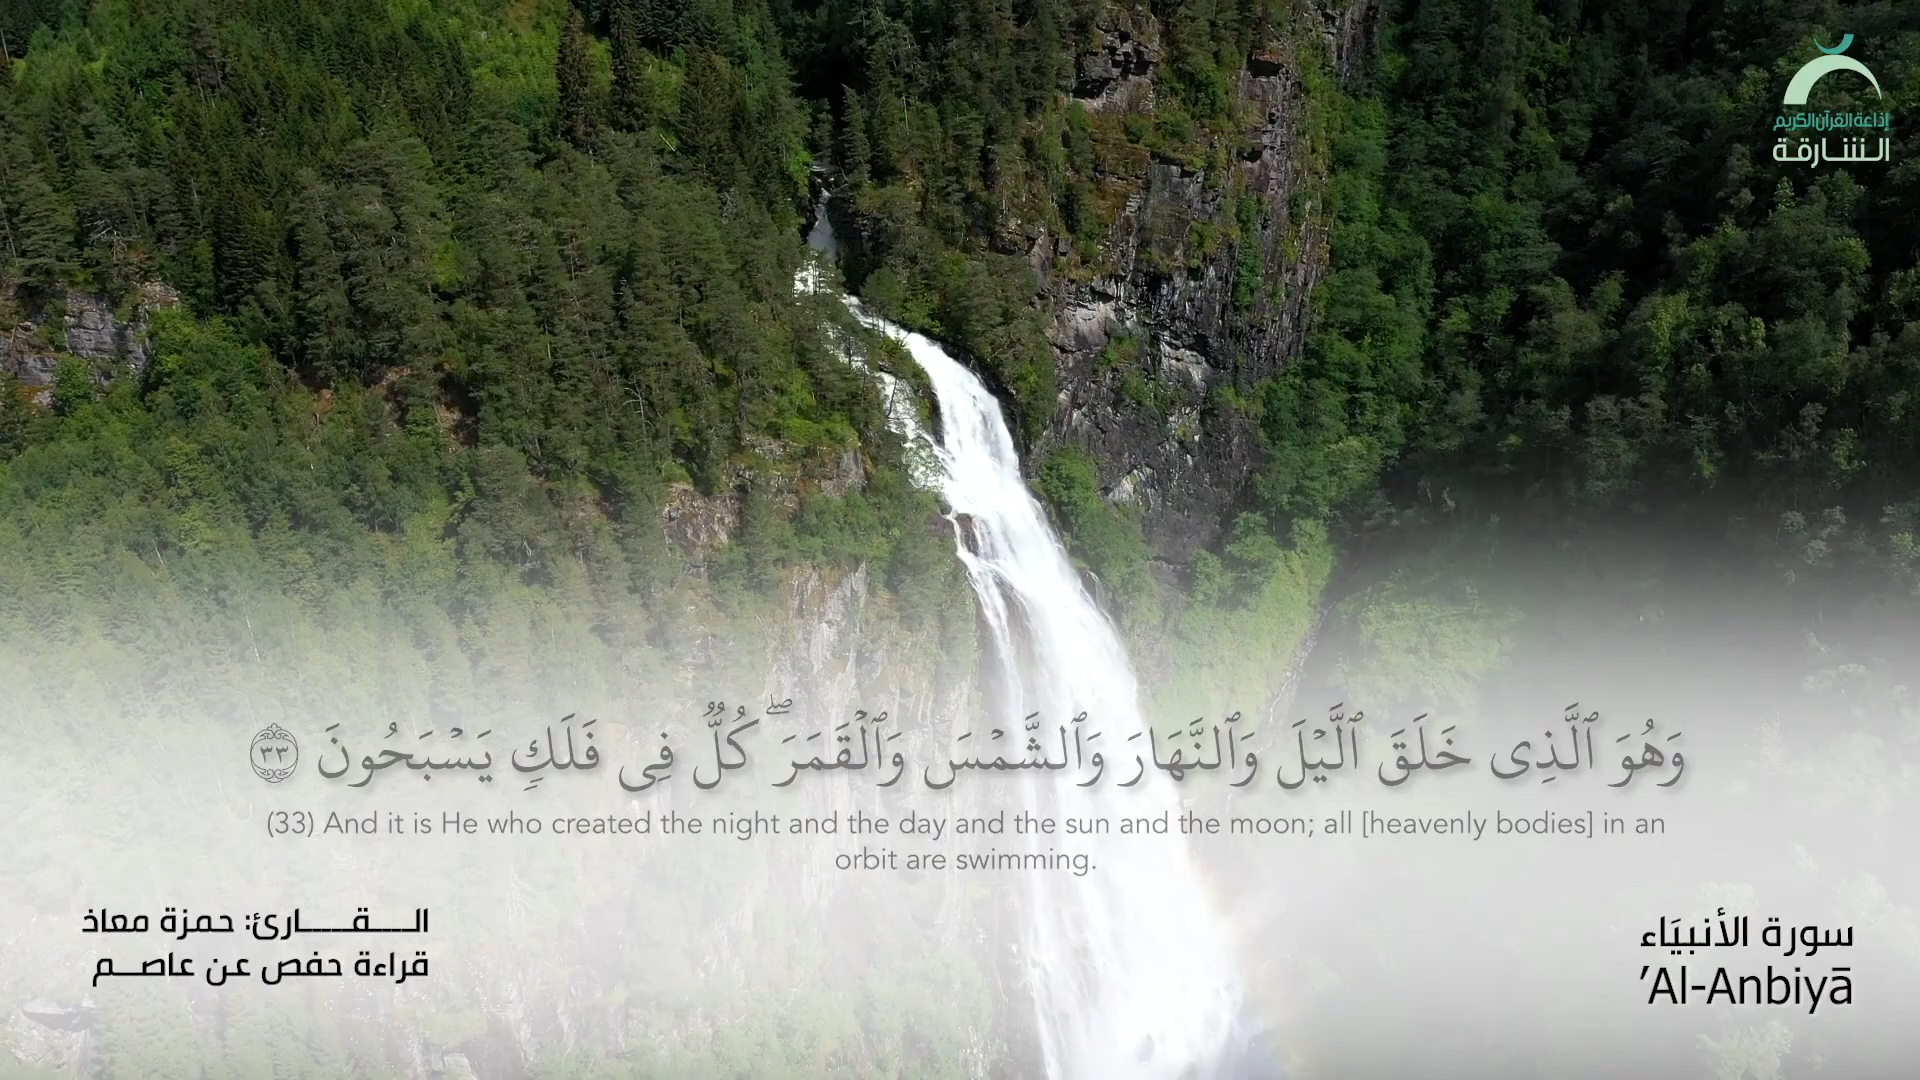 إذاعة القرآن الكريم
الشارقة
وَهُوَ ٱلَّذِى خَلَقَ ٱلَّيۡلَ وَٱلنَّهَارَ وَٱلشَّمۡسَ وَٱلۡقَمَرَۖ كُلّٞ فِى فَلَكٖ يَسۡبَحُونَ ٣٣
(33) And it is He who created the night and the day and the sun and the moon; all [heavenly bodies] in an
orbit are swimming.
القارئ: حمزة معاذ
قراءة حفص عن عاصم
سورة الأنبيَاء
’Al-Anbiyā